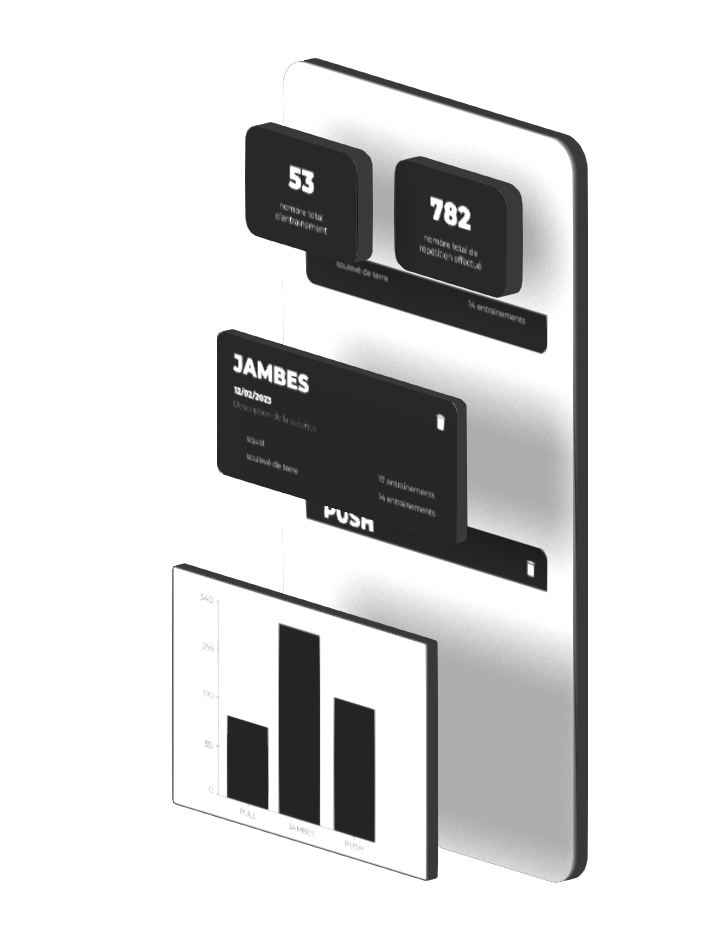 53
nombre total
d'entrainement
782
nombre total de
répétition effectué
soulevé de terre
14 entrainements
JAMBES
12/02/2023
Description de la séance
squat
soulevé de terre
17 entrainements
14 entrainements
PUSH
340
255
170
85
0
PULL
JAMBES
PUSH